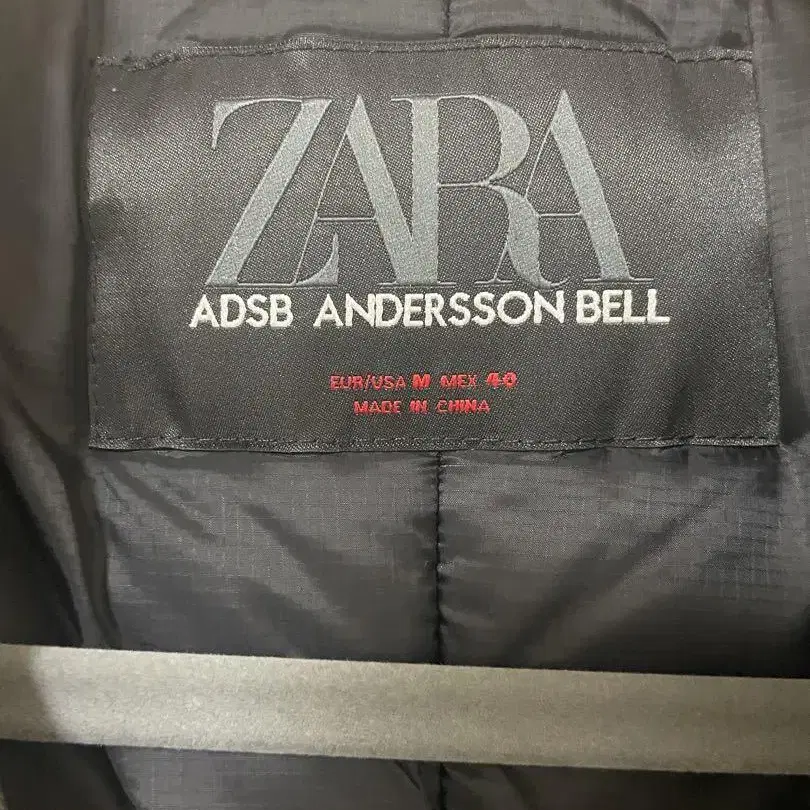 ZARA
ADSB ANDERSSON BELL
EUR/USA M MEX 40
MADE IN CHINA